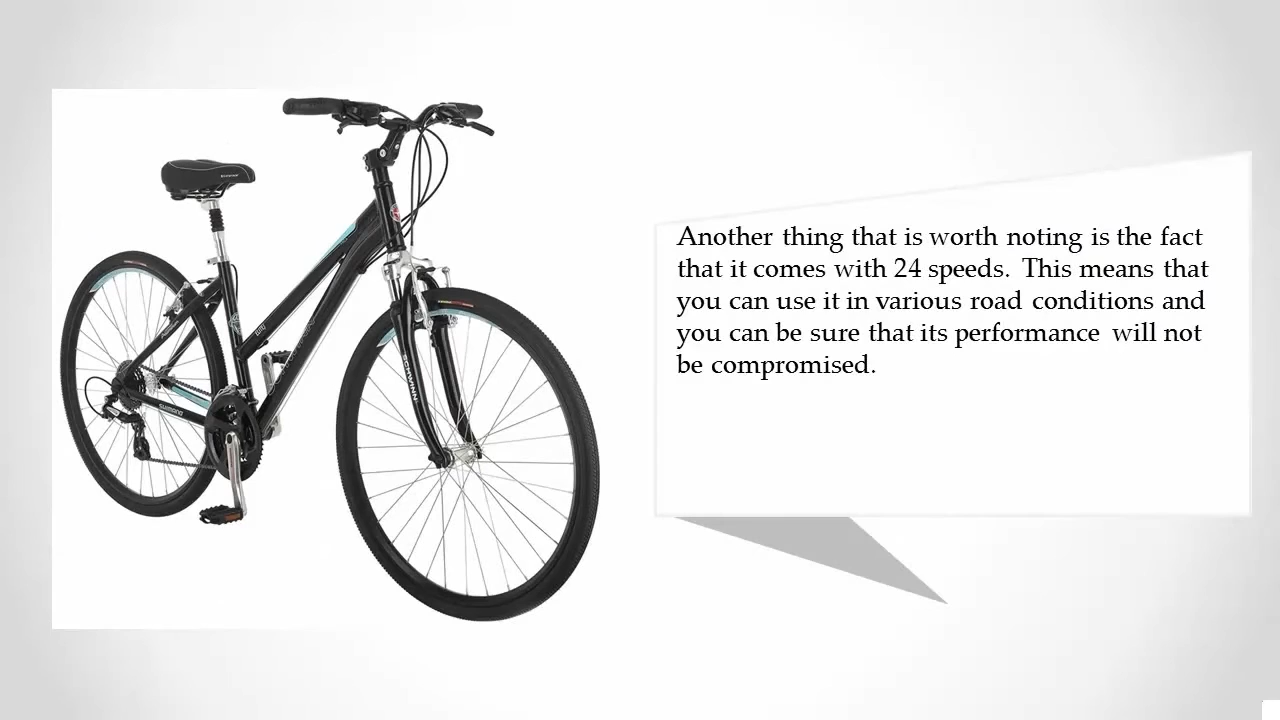 Another thing that is worth noting is the fact
that it comes with 24 speeds. This means that
you can use it in various road conditions and
you can be sure that its performance will not
be compromised.
SCHWINN
SHIMANO